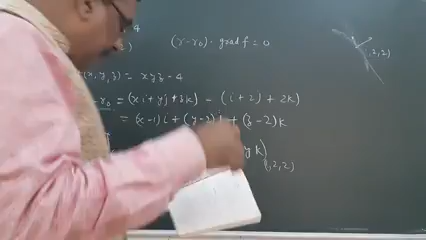 4
) (r-r₀)·grad f = 0
(x, y, z) = xyz-4
r₀ = (xi+yj+zk) - (i+2j+2k)
= (x-1)i + (y-2)j + (z-2)k
k)
(1,2,2)
,2,2)